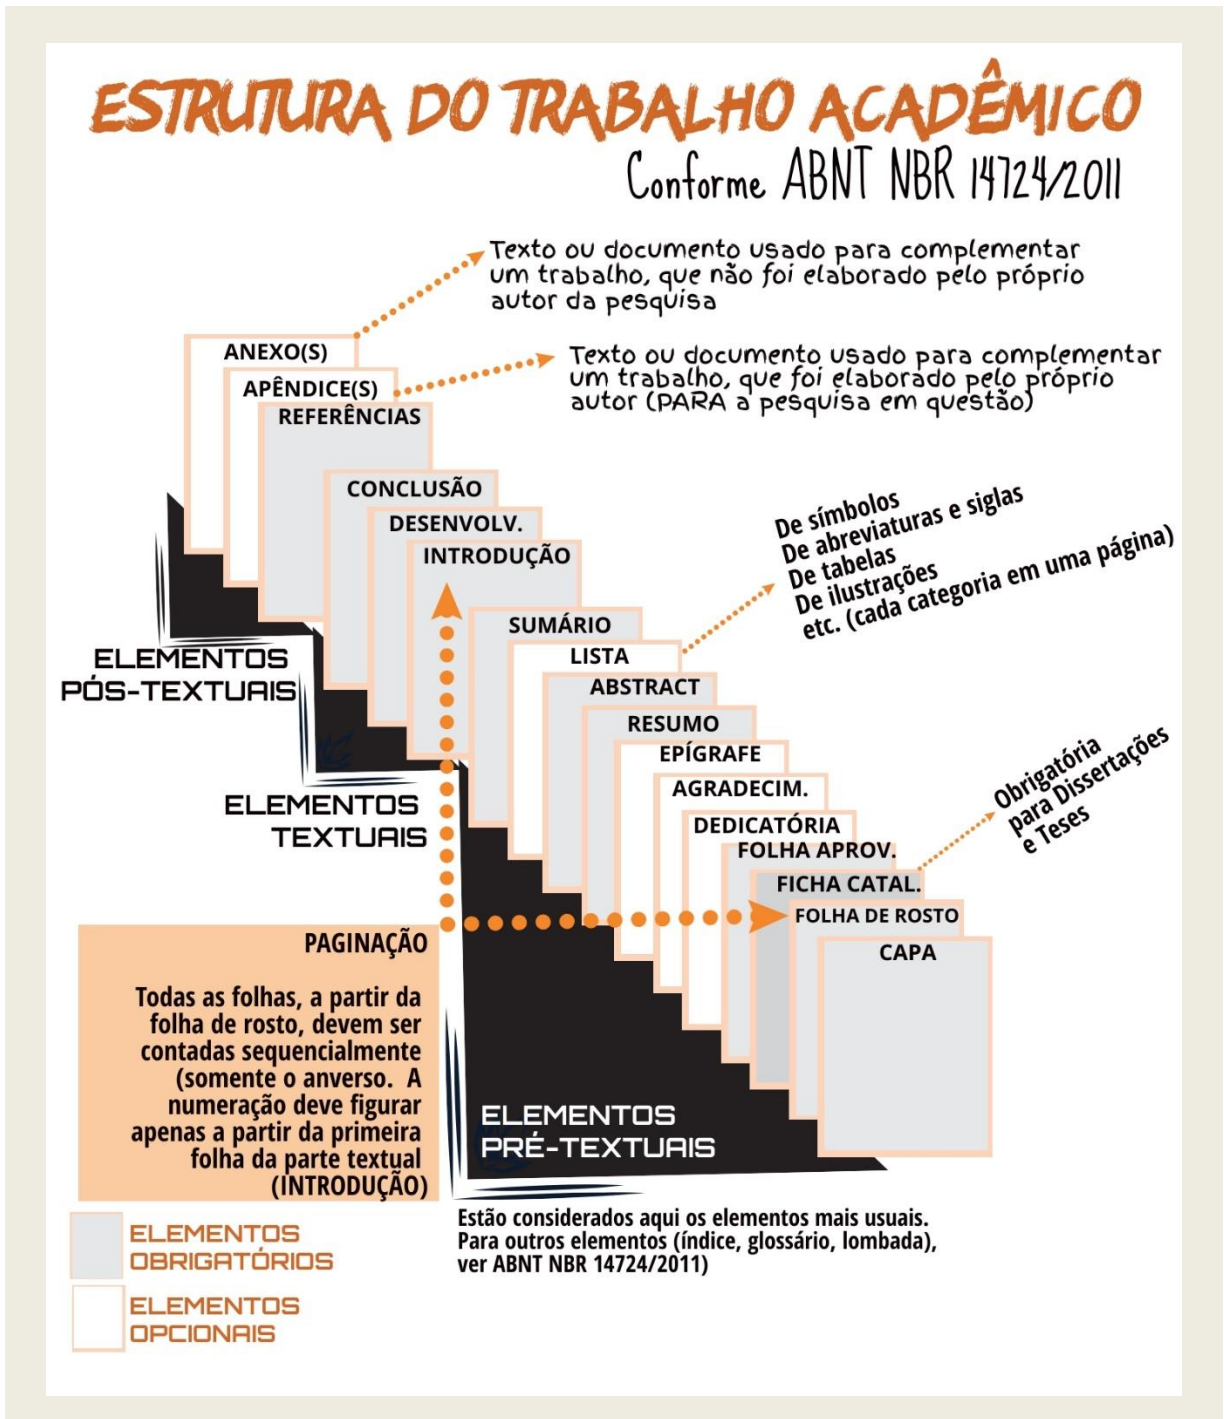 ESTRUTURA DO TRABALHO ACADÊMICO
Conforme ABNT NBR 14724/2011
Texto ou documento usado para complementar
um trabalho, que não foi elaborado pelo próprio
autor da pesquisa
ANEXO(S)
Texto ou documento usado para complementar
um trabalho, que foi elaborado pelo próprio
autor (PARA a pesquisa em questão)
APÊNDICE(S)
REFERÊNCIAS
CONCLUSÃO
DESENVOLV.
INTRODUÇÃO
De símbolos
De abreviaturas e siglas
De tabelas
De ilustrações
etc. (cada categoria em uma página)
SUMÁRIO
LISTA
ABSTRACT
RESUMO
EPÍGRAFE
AGRADECIM.
DEDICATÓRIA
FOLHA APROV.
FICHA CATAL.
FOLHA DE ROSTO
CAPA
Obrigatória
para Dissertações
e Teses
ELEMENTOS
PÓS-TEXTUAIS
ELEMENTOS
TEXTUAIS
PAGINAÇÃO
Todas as folhas, a partir da
folha de rosto, devem ser
contadas sequencialmente
(somente o anverso. A
numeração deve figurar
apenas a partir da primeira
folha da parte textual
(INTRODUÇÃO)
ELEMENTOS
PRÉ-TEXTUAIS
Estão considerados aqui os elementos mais usuais.
Para outros elementos (índice, glossário, lombada),
ver ABNT NBR 14724/2011)
ELEMENTOS
OBRIGATÓRIOS
ELEMENTOS
OPCIONAIS